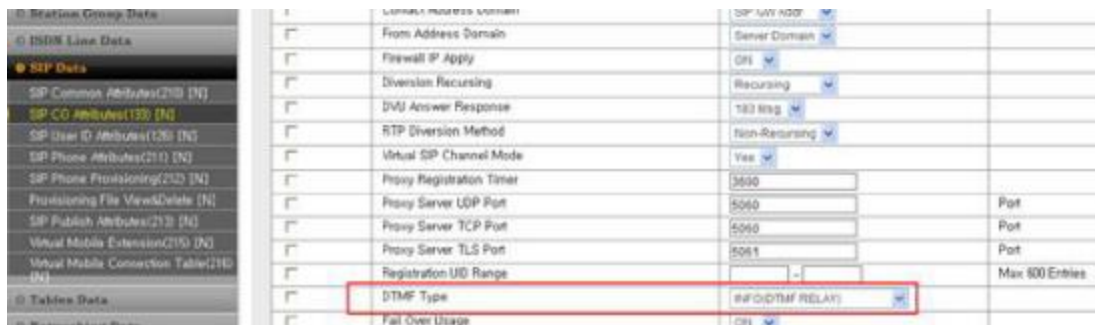 Station Group Data
ISDN Line Data
SIP Data
SIP Common Attributes(210) [N]
SIP CO Attributes(133) [N]
SIP User ID Attributes(126) [N]
SIP Phone Attributes(211) [N]
SIP Phone Provisioning(212) [N]
Provisioning File View&Delete [N]
SIP Publish Attributes(213) [N]
Virtual Mobile Extension(215) [N]
Virtual Mobile Connection Table(216) [N]
Tables Data
Contact Address Domain SIP GW Addr
From Address Domain Server Domain
Firewall IP Apply ON
Diversion Recursing Recursing
DVU Answer Response 183 Msg
RTP Diversion Method Non-Recursing
Virtual SIP Channel Mode Yes
Proxy Registration Timer 3600
Proxy Server UDP Port 5060 Port
Proxy Server TCP Port 5060 Port
Proxy Server TLS Port 5061 Port
Registration UID Range - Max 600 Entries
DTMF Type INFO(DTMF RELAY)
Fail Over Usage ON